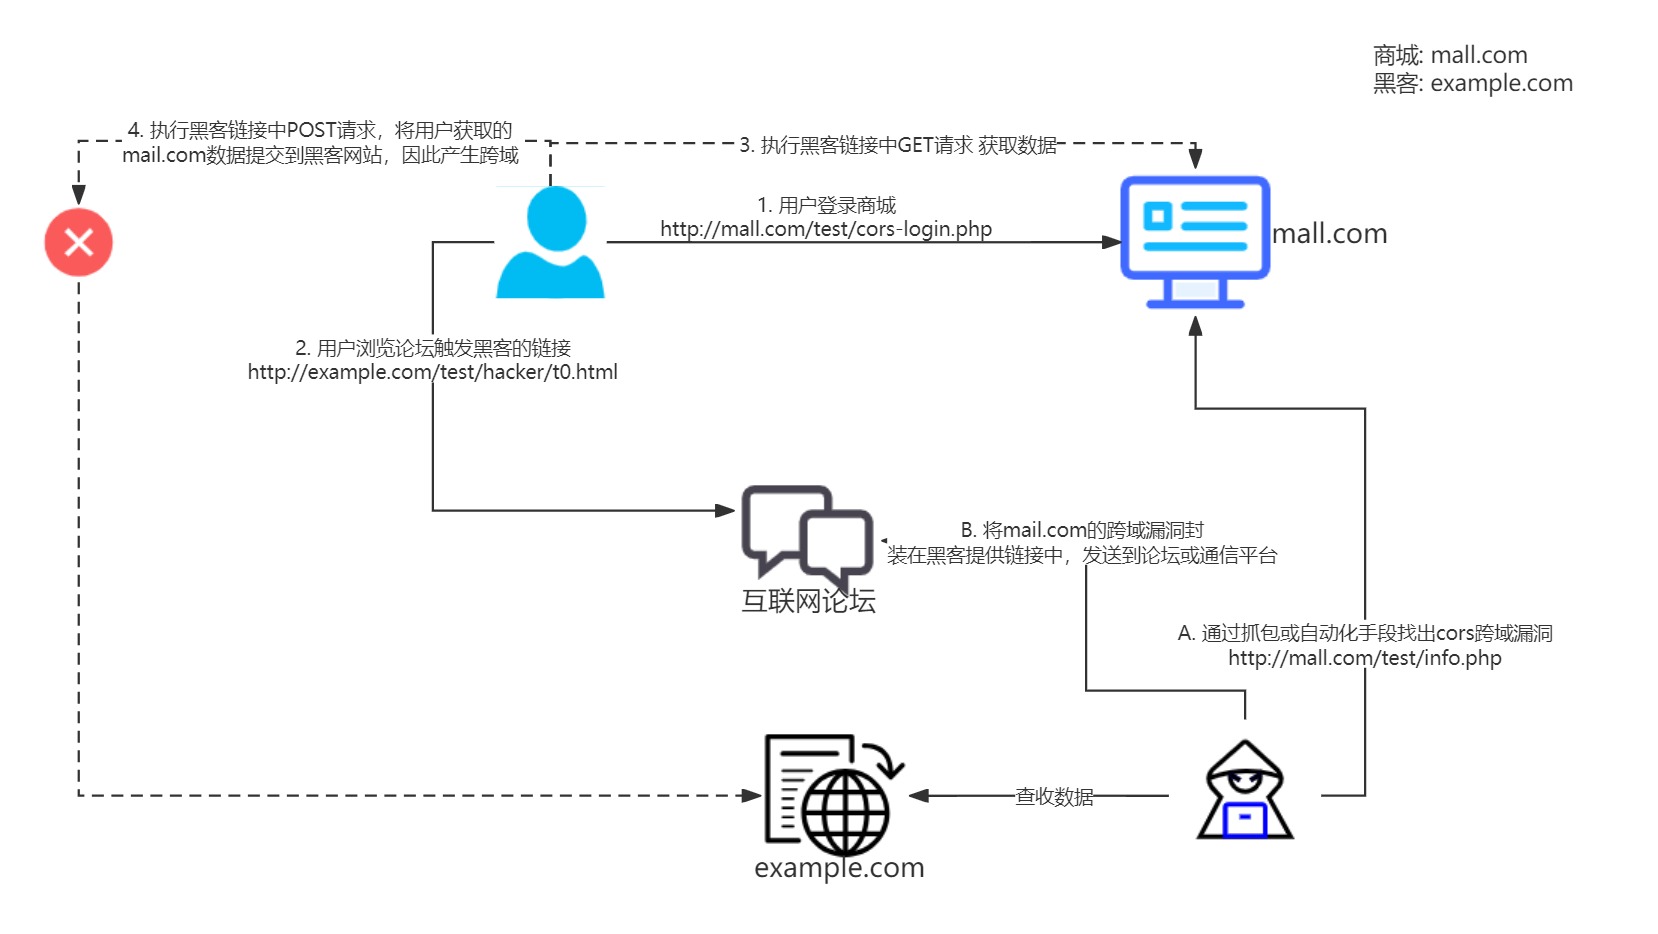 商城: mall.com
黑客: example.com
4. 执行黑客链接中POST请求，将用户获取的
mail.com数据提交到黑客网站，因此产生跨域
3. 执行黑客链接中GET请求 获取数据
1. 用户登录商城
http://mall.com/test/cors-login.php
mall.com
2. 用户浏览论坛触发黑客的链接
http://example.com/test/hacker/t0.html
B. 将mail.com的跨域漏洞封
装在黑客提供链接中，发送到论坛或通信平台
互联网论坛
A. 通过抓包或自动化手段找出cors跨域漏洞
http://mall.com/test/info.php
查收数据
example.com